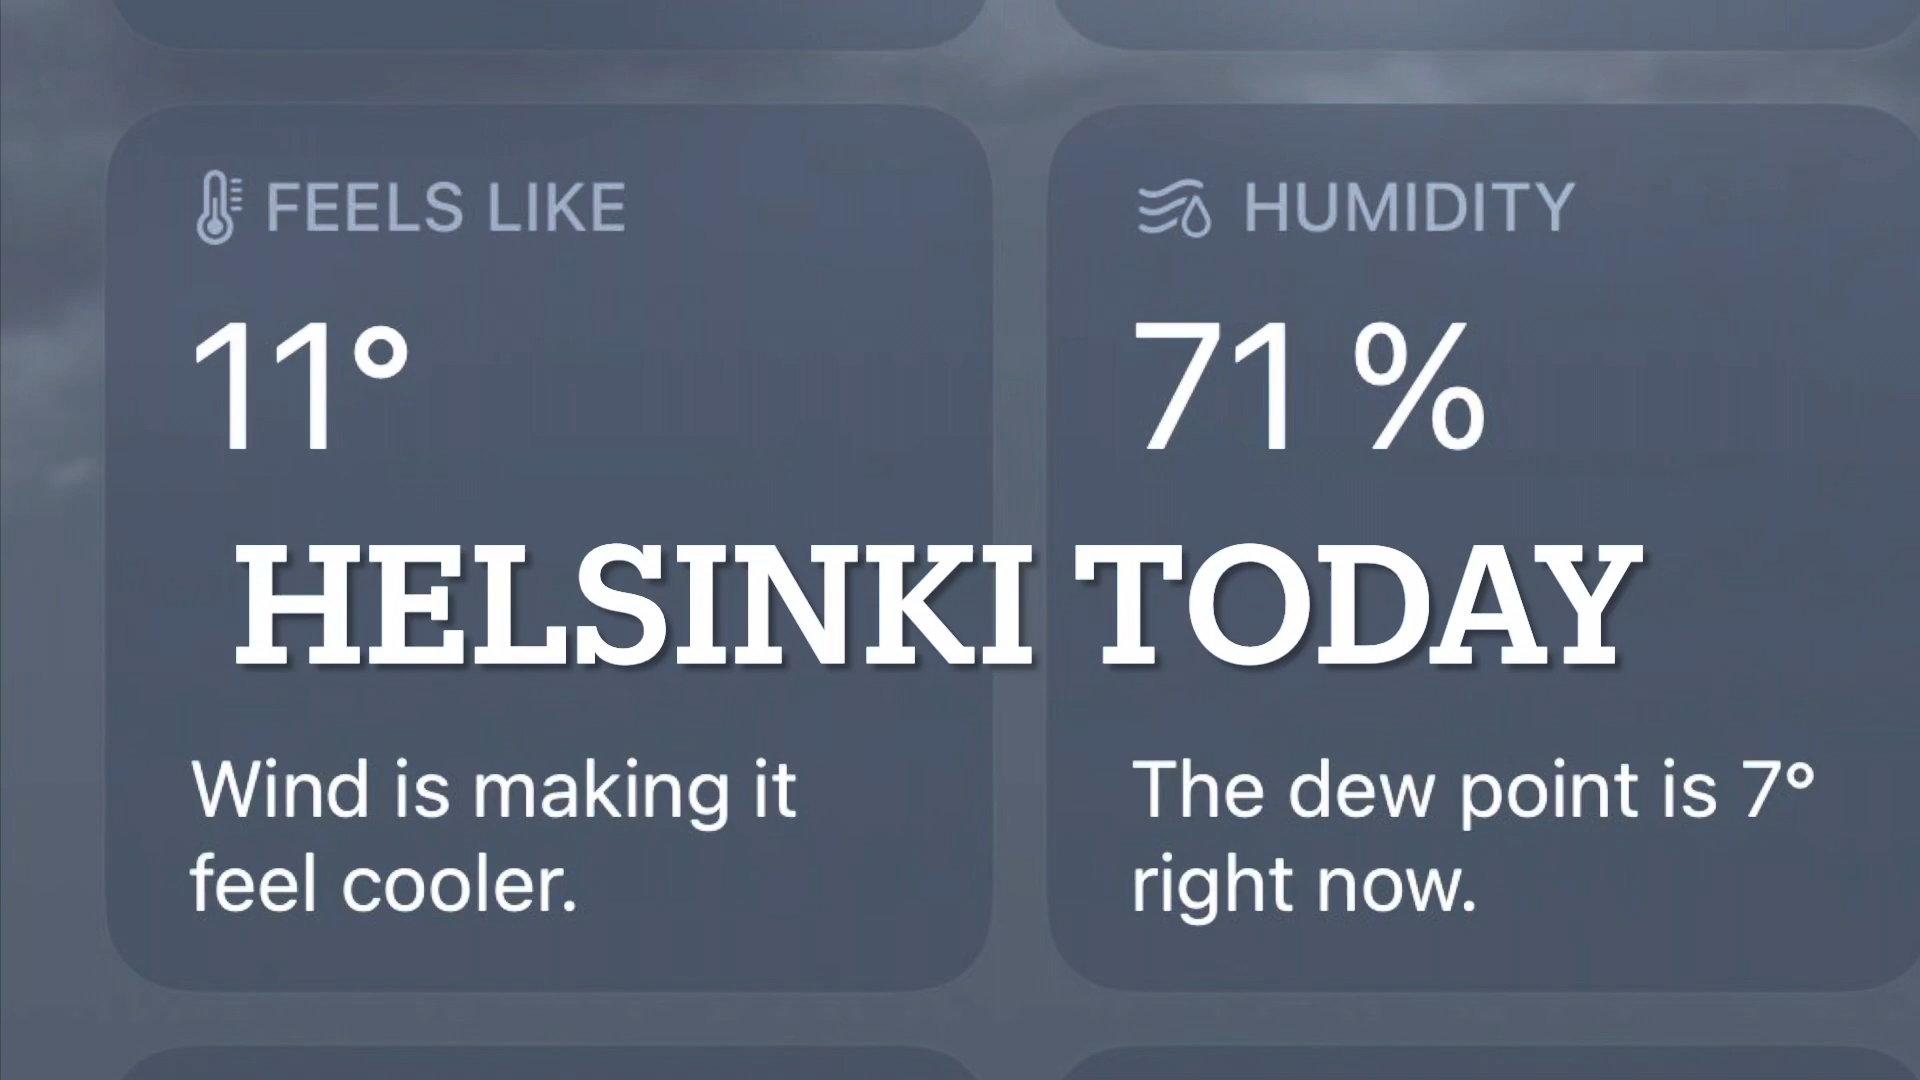 FEELS LIKE
11°
Wind is making it
feel cooler.
HUMIDITY
71 %
The dew point is 7°
right now.
HELSINKI TODAY